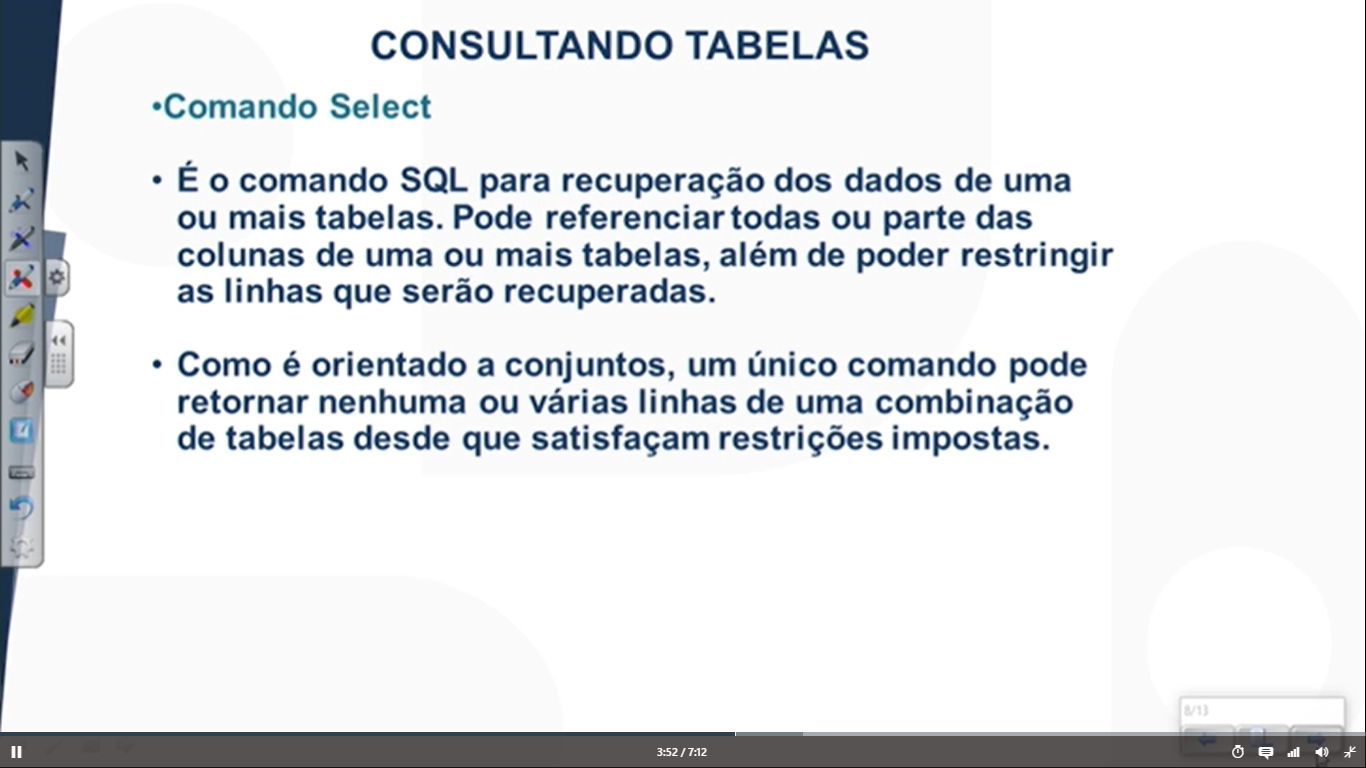 CONSULTANDO TABELAS
•Comando Select
• É o comando SQL para recuperação dos dados de uma
ou mais tabelas. Pode referenciar todas ou parte das
colunas de uma ou mais tabelas, além de poder restringir
as linhas que serão recuperadas.
• Como é orientado a conjuntos, um único comando pode
retornar nenhuma ou várias linhas de uma combinação
de tabelas desde que satisfaçam restrições impostas.
8/13
3:52 / 7:12